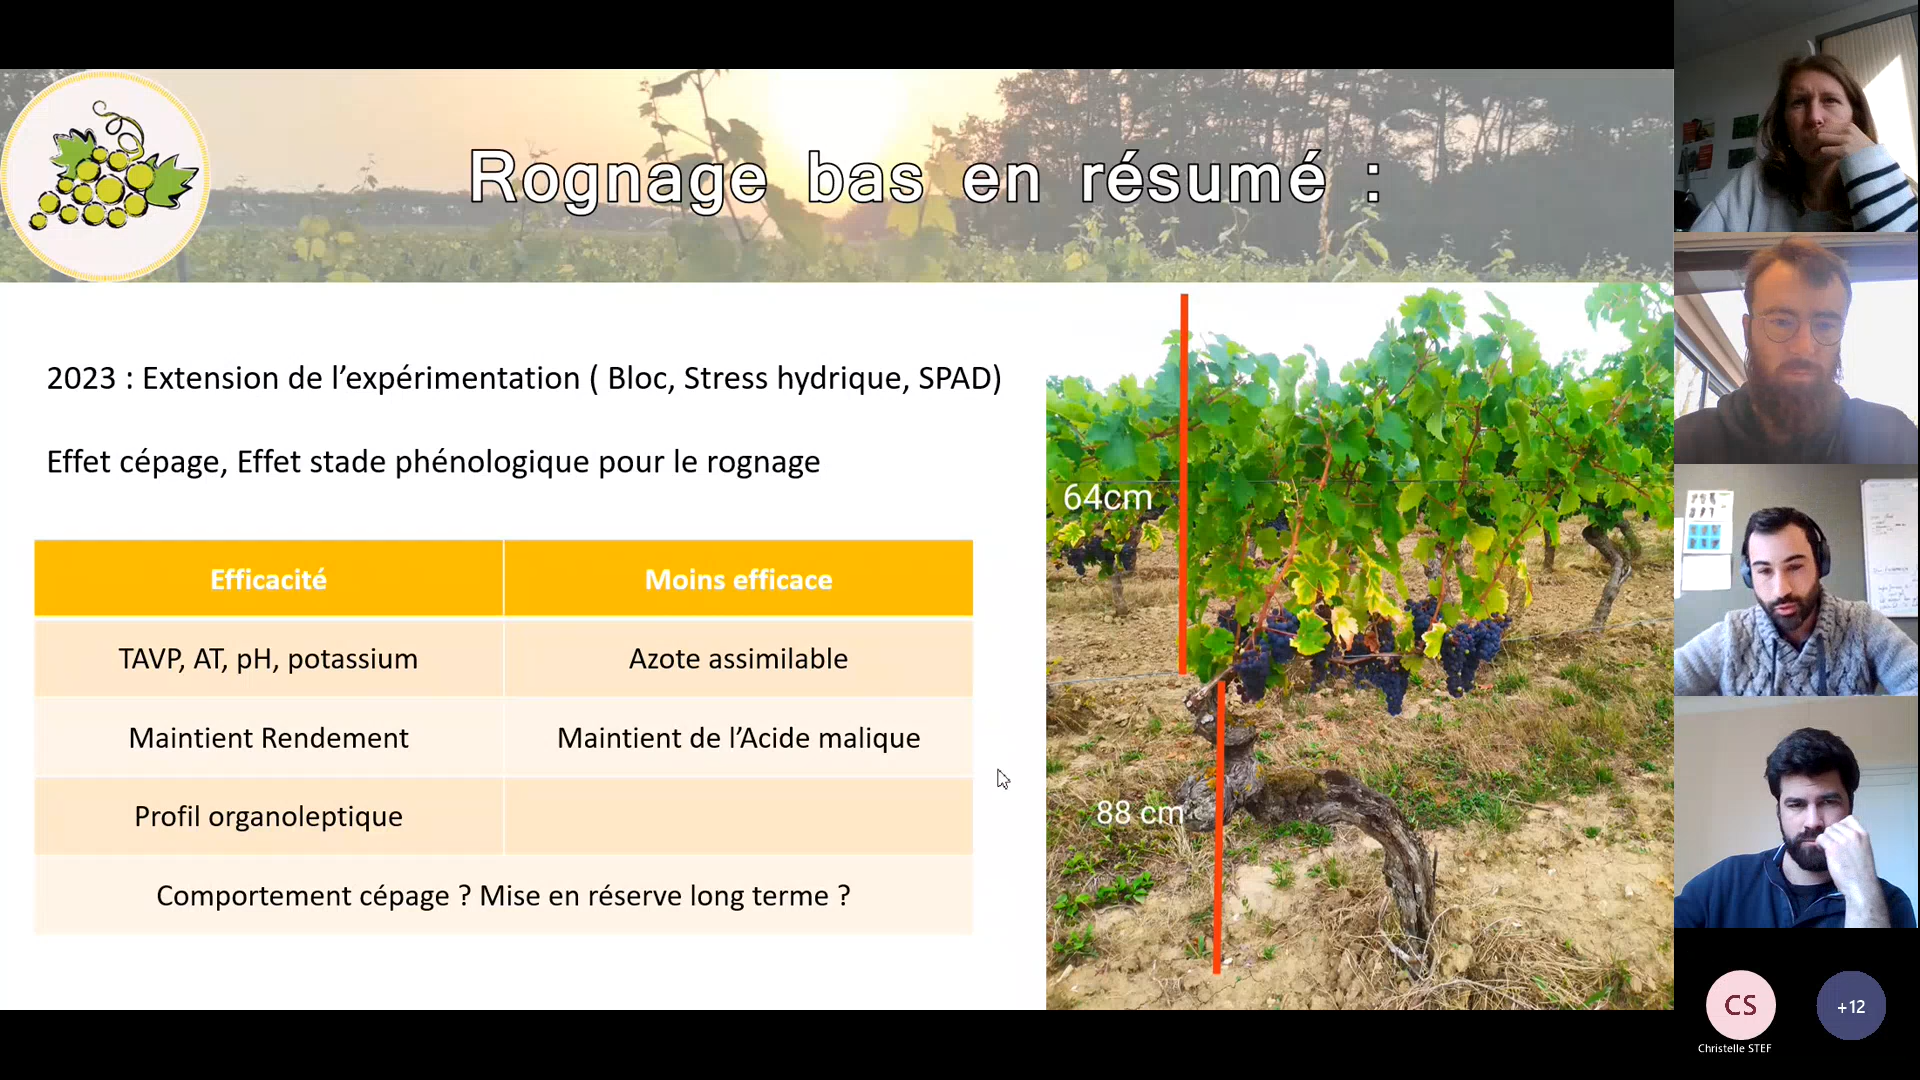 Rognage bas en résumé :
2023 : Extension de l’expérimentation ( Bloc, Stress hydrique, SPAD)
Effet cépage, Effet stade phénologique pour le rognage
Efficacité
Moins efficace
TAVP, AT, pH, potassium
Azote assimilable
Maintient Rendement
Maintient de l’Acide malique
Profil organoleptique
Comportement cépage ? Mise en réserve long terme ?
64cm
88 cm
CS
+12
Christelle STEF